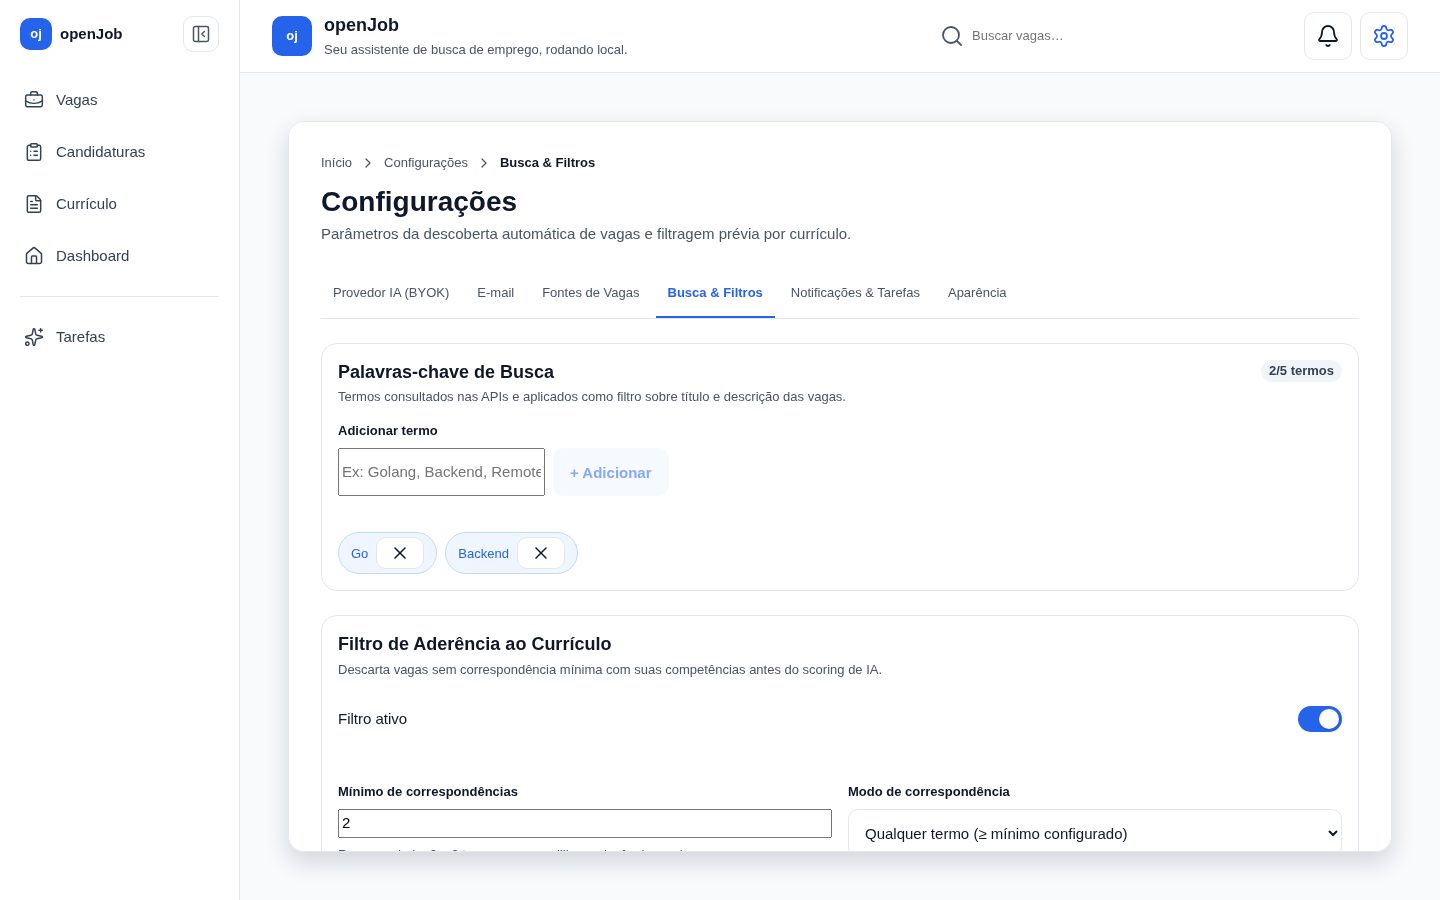 oj openJob
Vagas
Candidaturas
Currículo
Dashboard
Tarefas
oj openJob
Seu assistente de busca de emprego, rodando local.
Buscar vagas…
Início Configurações Busca & Filtros
Configurações
Parâmetros da descoberta automática de vagas e filtragem prévia por currículo.
Provedor IA (BYOK) E-mail Fontes de Vagas Busca & Filtros Notificações & Tarefas Aparência
Palavras-chave de Busca 2/5 termos
Termos consultados nas APIs e aplicados como filtro sobre título e descrição das vagas.
Adicionar termo
Ex: Golang, Backend, Remote + Adicionar
Go Backend
Filtro de Aderência ao Currículo
Descarta vagas sem correspondência mínima com suas competências antes do scoring de IA.
Filtro ativo
Mínimo de correspondências Modo de correspondência
2 Qualquer termo (≥ mínimo configurado)